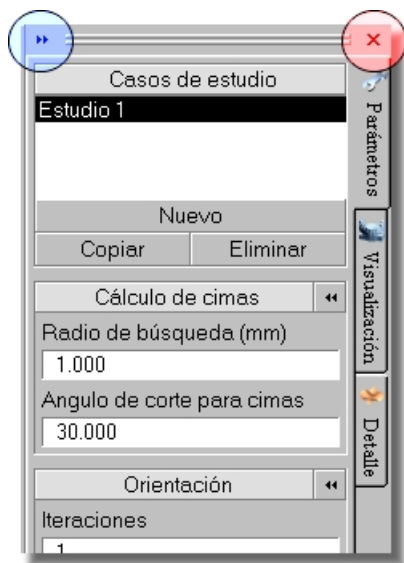 Casos de estudio
Estudio 1
Nuevo
Copiar Eliminar
Cálculo de cimas
Radio de búsqueda (mm)
1.000
Angulo de corte para cimas
30.000
Orientación
Iteraciones
1
Parámetros
Visualización
Detalle